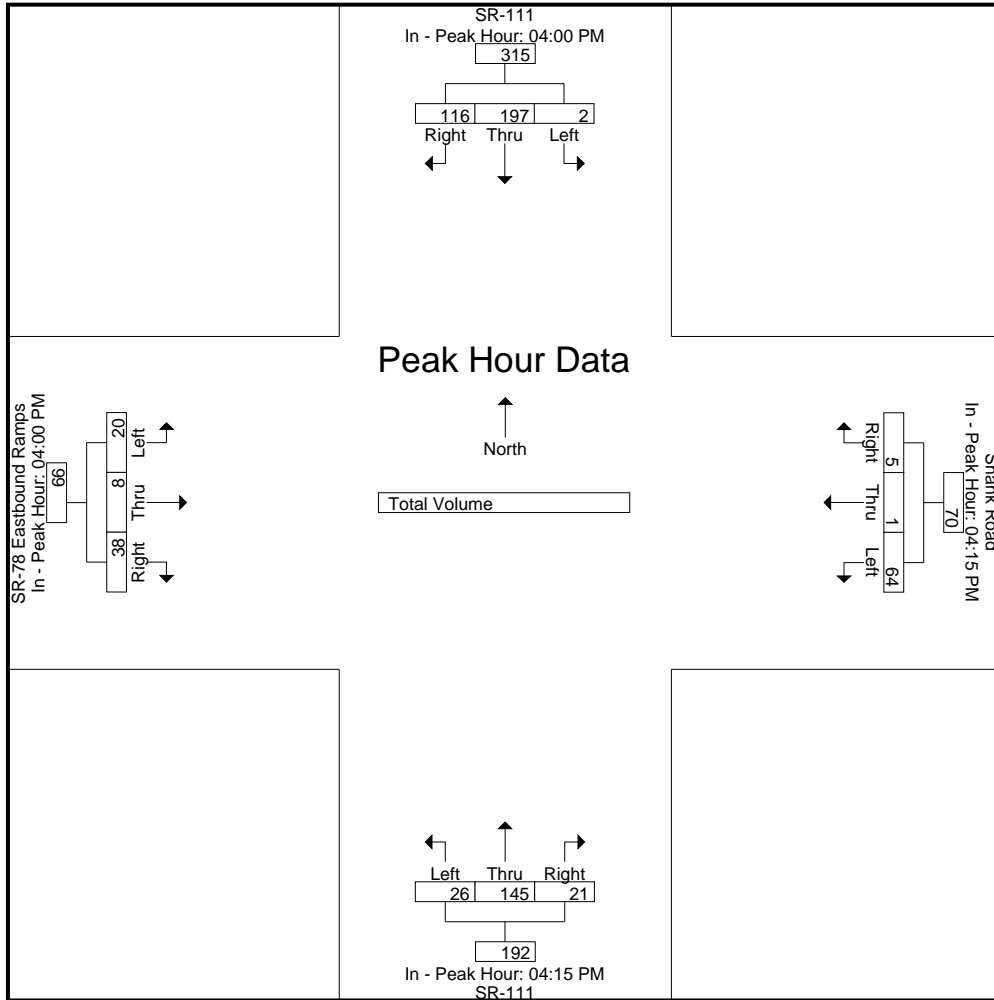 SR-111
In - Peak Hour: 04:00 PM
315
116 197 2
Right Thru Left
Peak Hour Data
North
Total Volume
SR-78 Eastbound Ramps
In - Peak Hour: 04:00 PM
66
20 8 38
Left Thru Right
Shank Road
In - Peak Hour: 04:15 PM
70
5 1 64
Right Thru Left
Left Thru Right
26 145 21
192
In - Peak Hour: 04:15 PM
SR-111